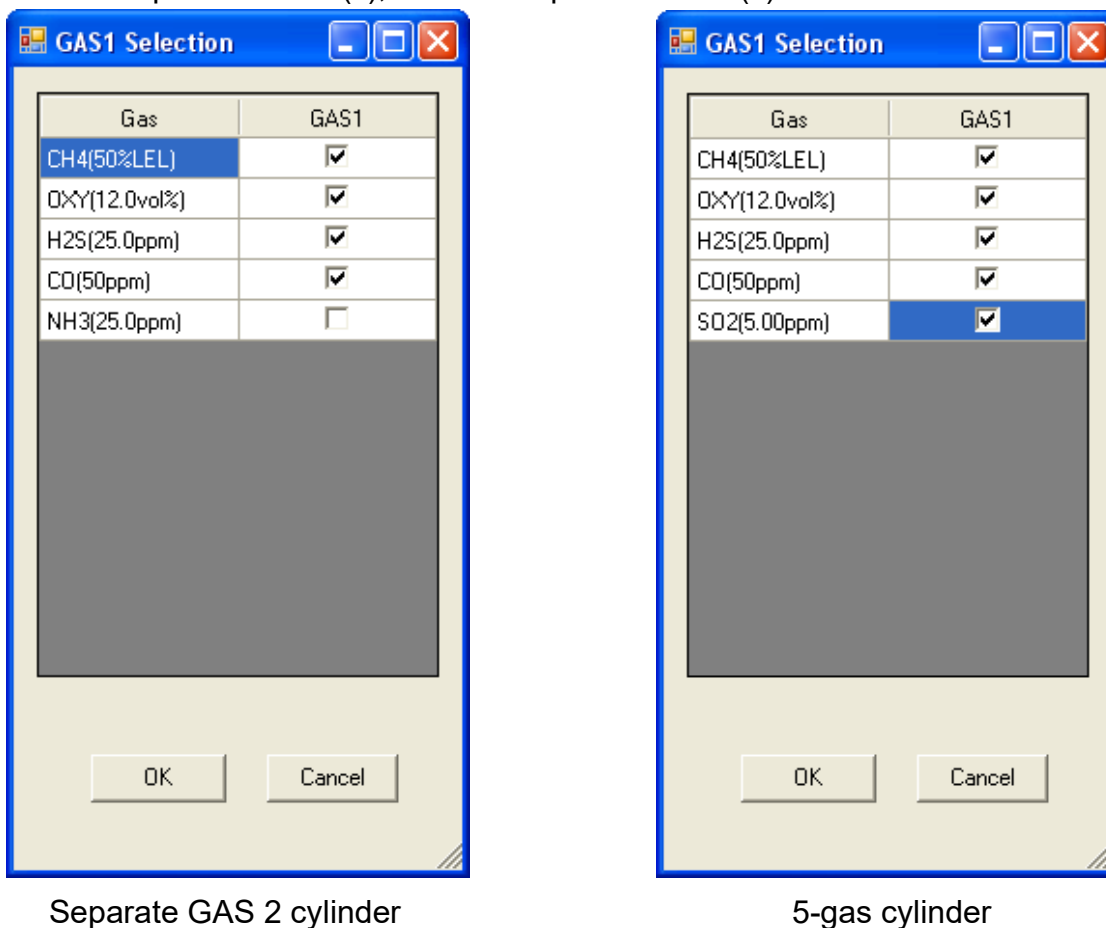 GAS1 Selection
Gas GAS1
CH4(50%LEL)
OXY(12.0vol%)
H2S(25.0ppm)
CO(50ppm)
NH3(25.0ppm)
OK Cancel
Separate GAS 2 cylinder
GAS1 Selection
Gas GAS1
CH4(50%LEL)
OXY(12.0vol%)
H2S(25.0ppm)
CO(50ppm)
SO2(5.00ppm)
OK Cancel
5-gas cylinder